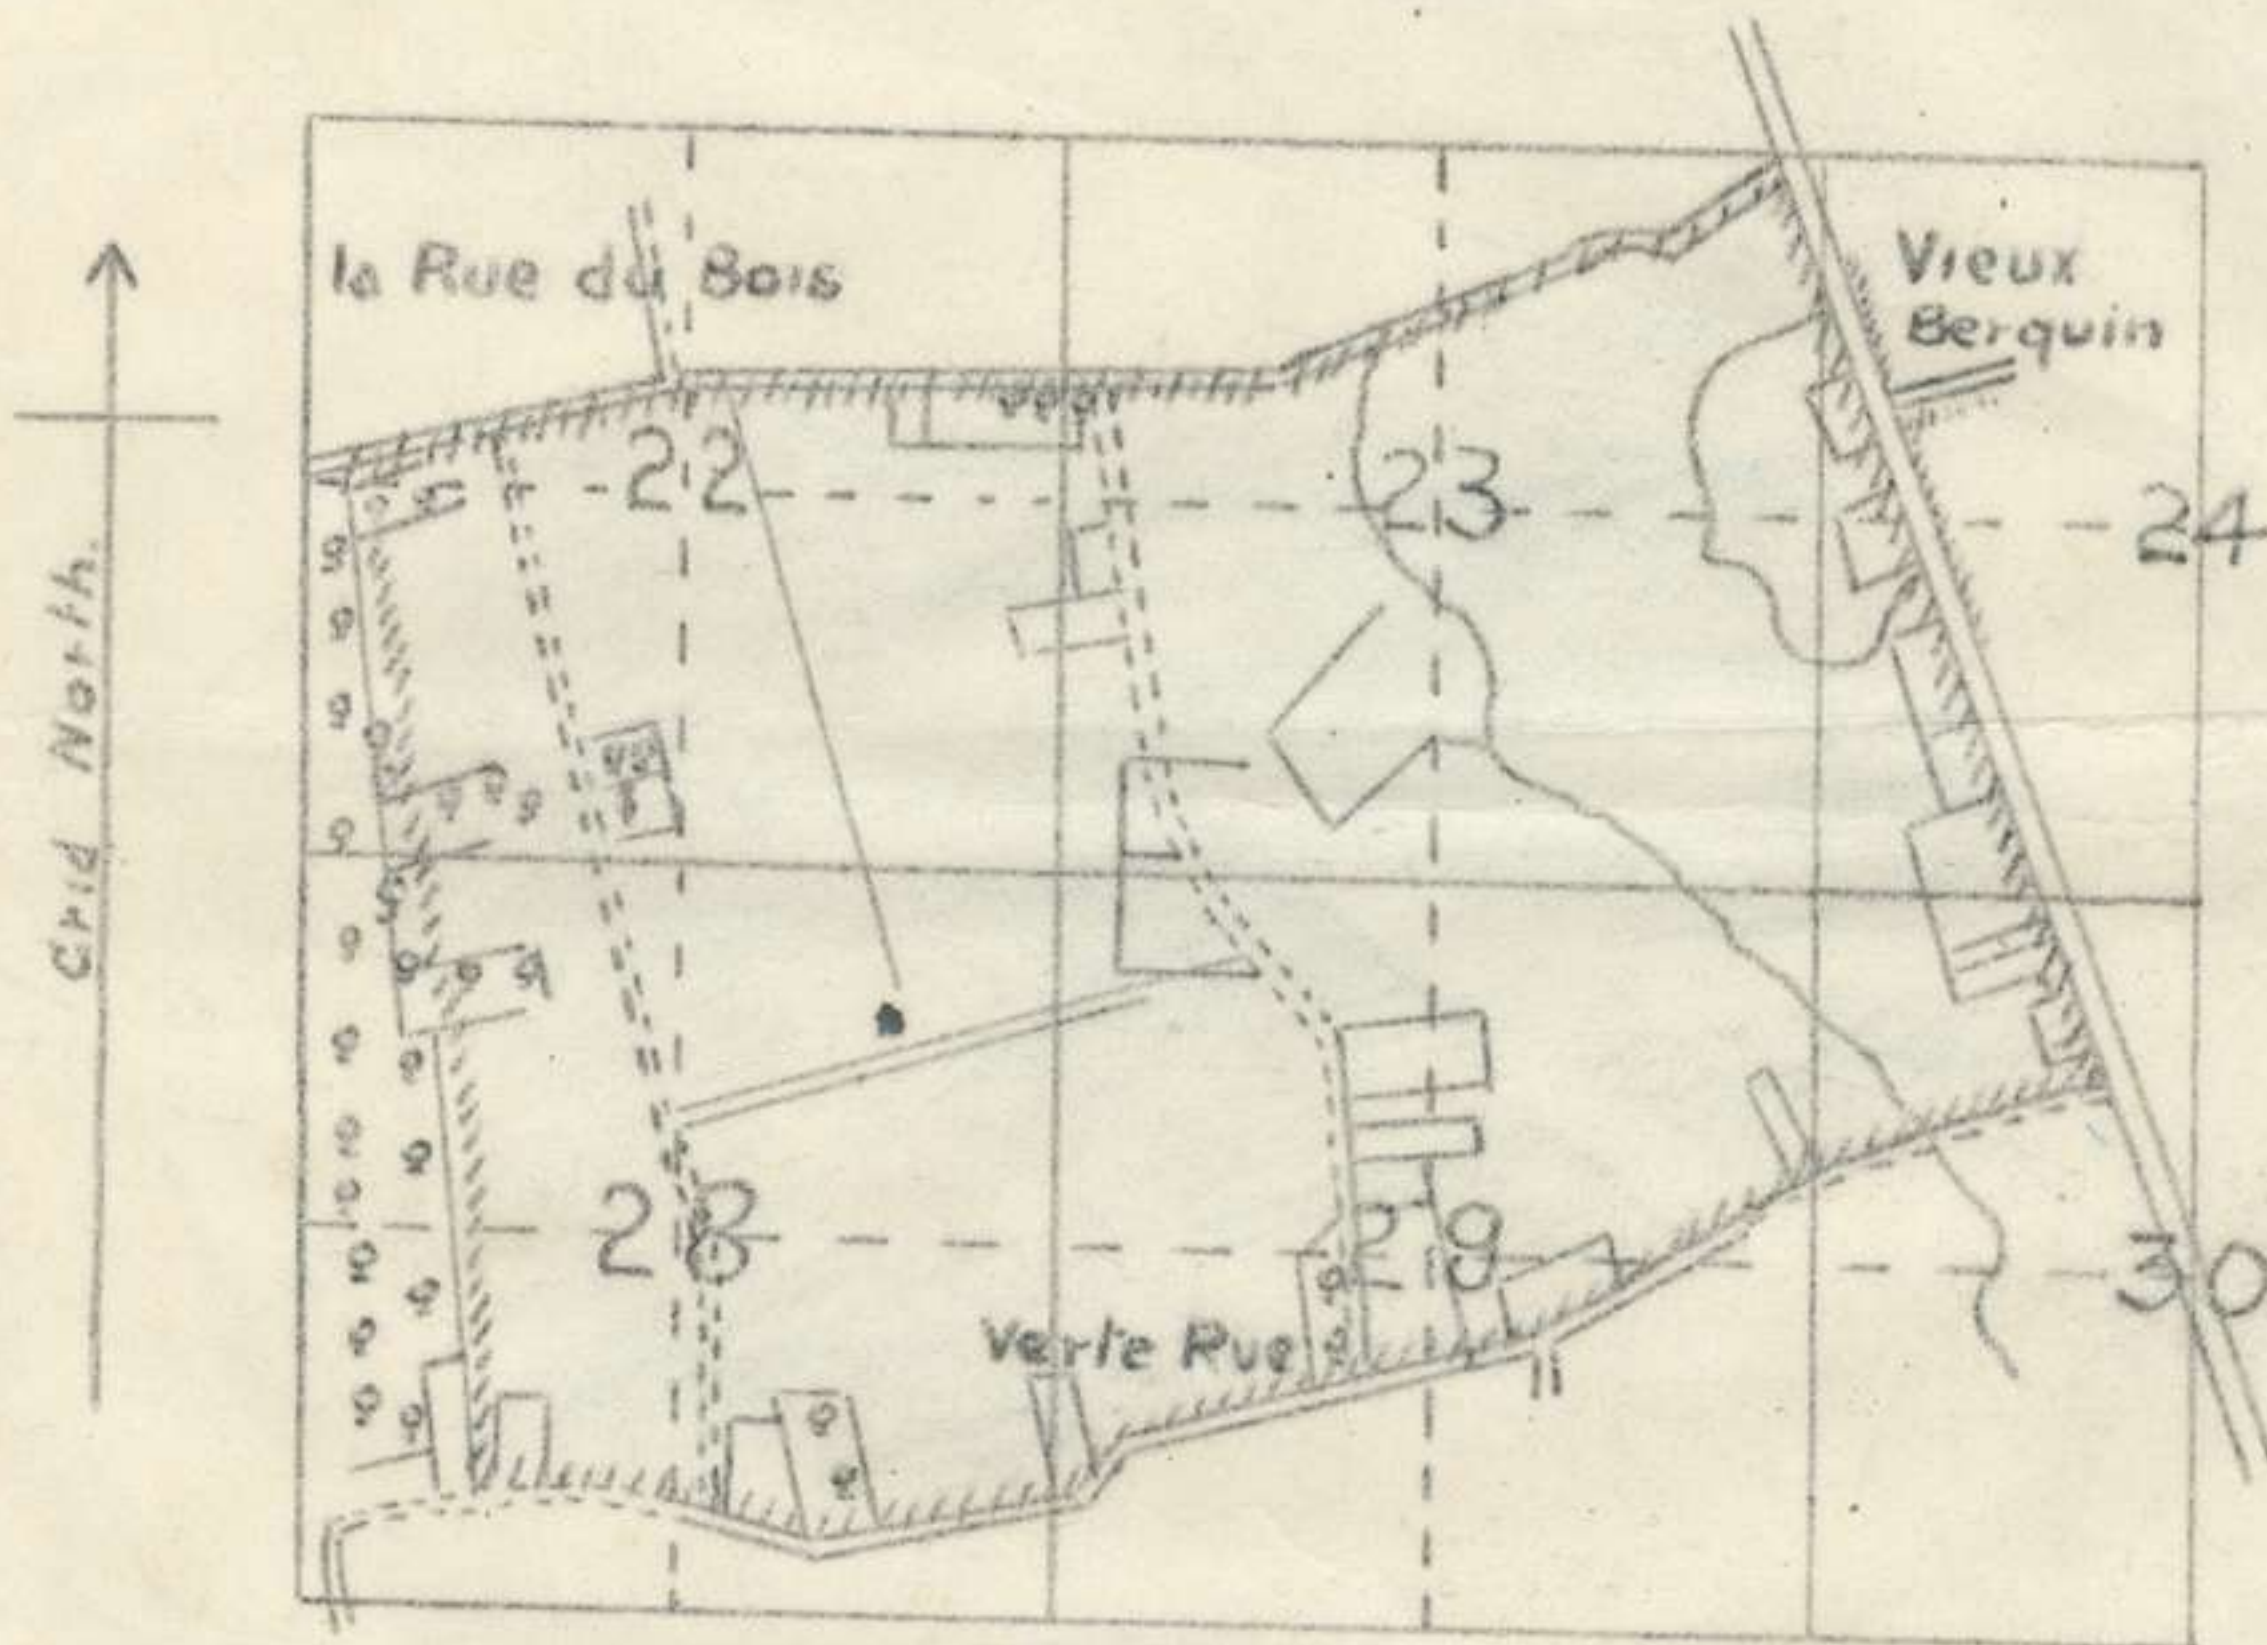 la Rue du Bois
Vieux
Berquin
22
23
24
Grid North.
28
29
30
Verte Rue